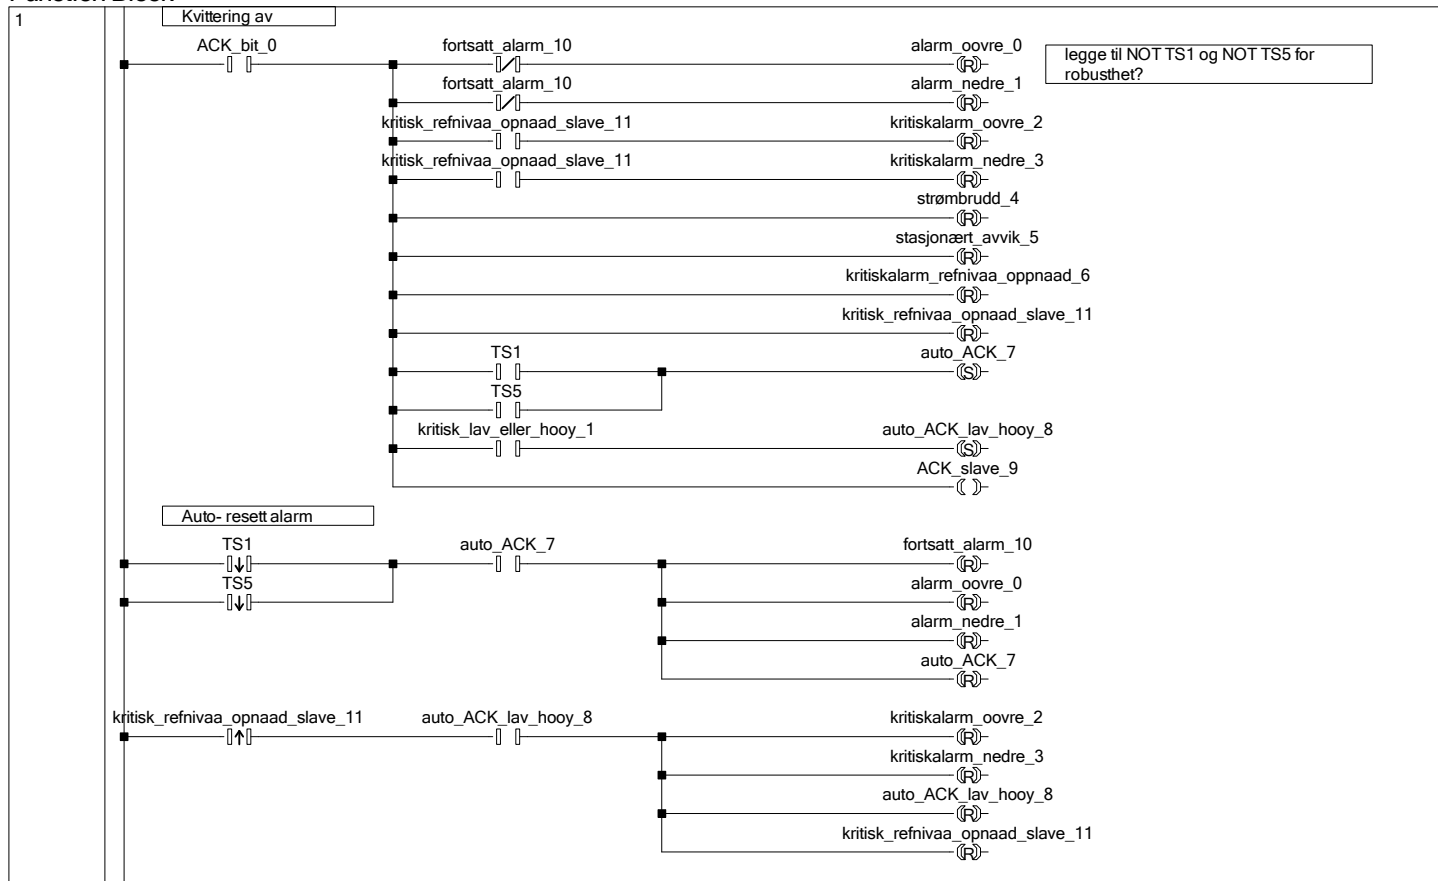 Function Block
1
Kvittering av
ACK_bit_0
fortsatt_alarm_10
alarm_oovre_0
legge til NOT TS1 og NOT TS5 for
robusthet?
fortsatt_alarm_10
alarm_nedre_1
kritisk_refnivaa_opnaad_slave_11
kritiskalarm_oovre_2
kritisk_refnivaa_opnaad_slave_11
kritiskalarm_nedre_3
strømbrudd_4
stasjonært_avvik_5
kritiskalarm_refnivaa_oppnaad_6
kritisk_refnivaa_opnaad_slave_11
TS1
auto_ACK_7
TS5
kritisk_lav_eller_hooy_1
auto_ACK_lav_hooy_8
ACK_slave_9
Auto- resett alarm
TS1
auto_ACK_7
fortsatt_alarm_10
TS5
alarm_oovre_0
alarm_nedre_1
auto_ACK_7
kritisk_refnivaa_opnaad_slave_11
auto_ACK_lav_hooy_8
kritiskalarm_oovre_2
kritiskalarm_nedre_3
auto_ACK_lav_hooy_8
kritisk_refnivaa_opnaad_slave_11